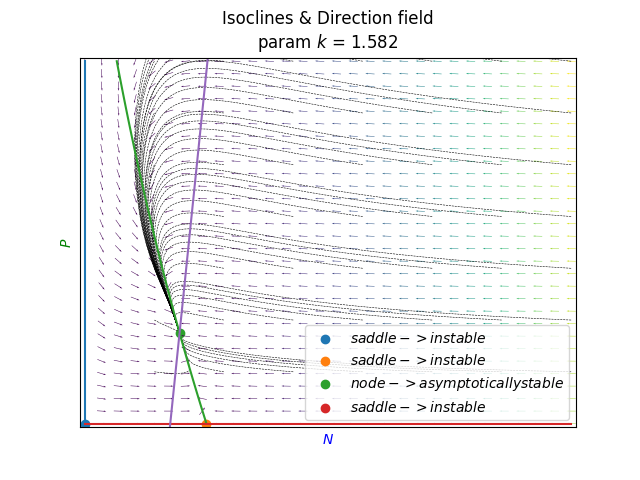 Isoclines & Direction field
param k = 1.582
P
saddle -> instable
saddle -> instable
node -> asymptoticallystable
saddle -> instable
N